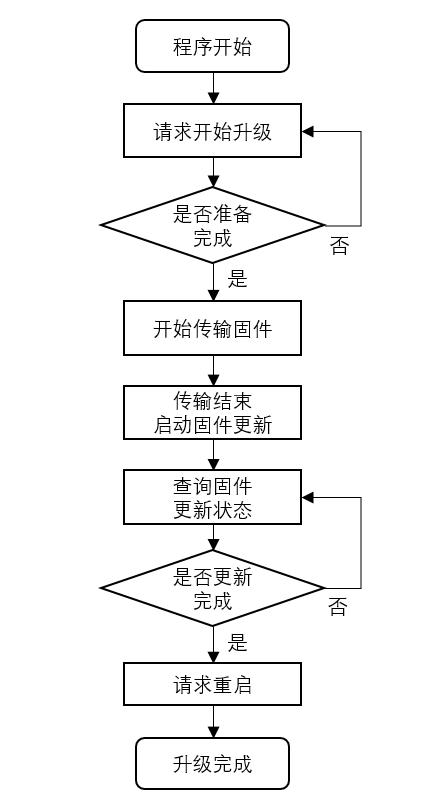 程序开始
请求开始升级
是否准备
完成
否
是
开始传输固件
传输结束
启动固件更新
查询固件
更新状态
是否更新
完成
否
是
请求重启
升级完成